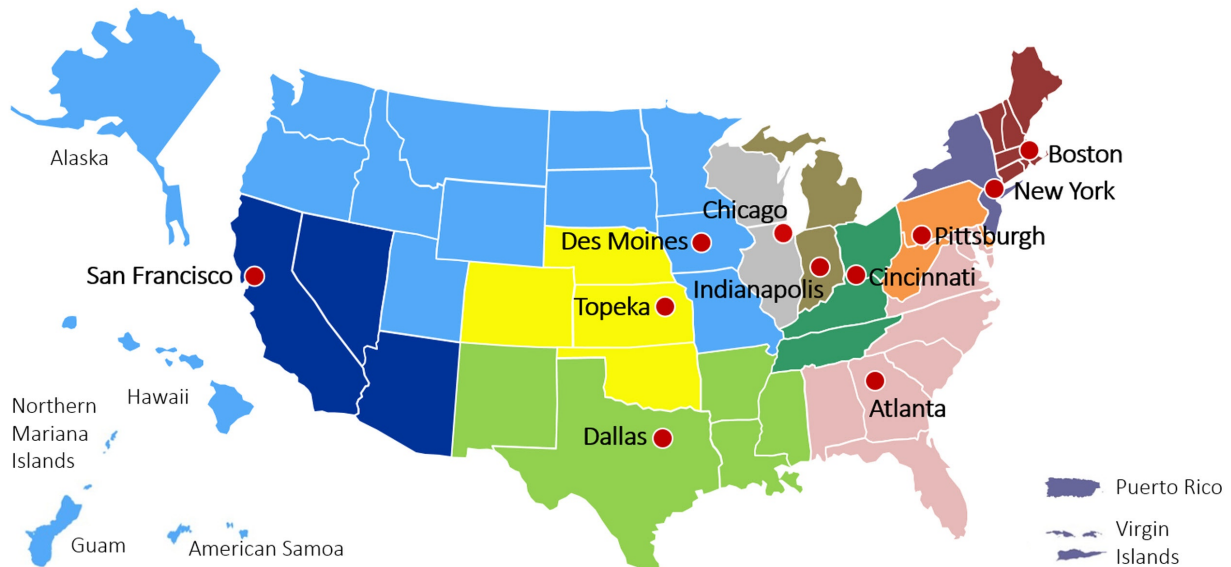 Alaska
Boston
New York
Chicago
Des Moines
Pittsburgh
San Francisco
Indianapolis
Cincinnati
Topeka
Hawaii
Northern
Mariana
Islands
Atlanta
Dallas
Puerto Rico
Virgin
Islands
Guam
American Samoa